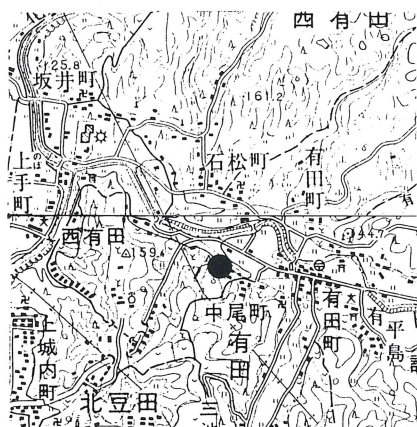 西有田
125.8
坂井町
161.2
上手町
石松町
有田町
西有田
159
中尾町
有田
有田町
有
平島
上城内町
北豆田
三